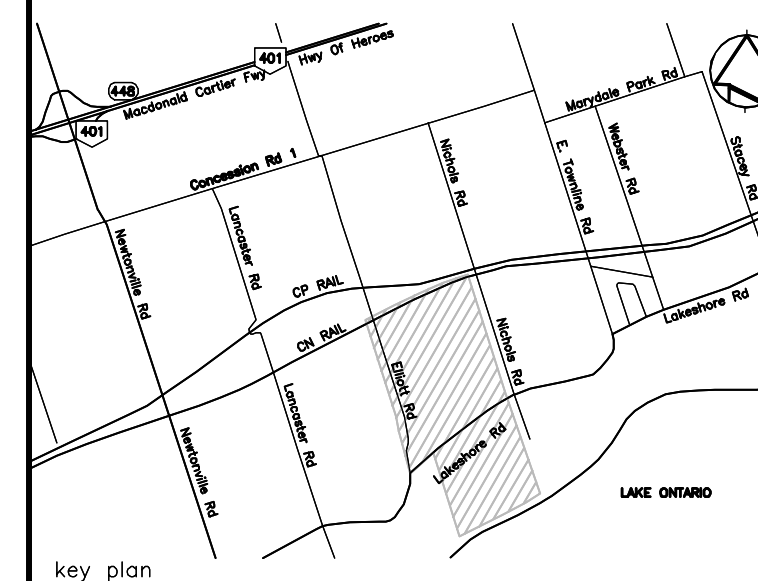 401
Hwy Of Heroes
448
Macdonald Cartier Fwy
401
Marydale Park Rd
Concession Rd 1
Nichols Rd
E. Townline Rd
Webster Rd
Stacey Rd
Lancaster Rd
Newtonville Rd
CP RAIL
CN RAIL
Lakeshore Rd
Nichols Rd
Elliott Rd
Lancaster Rd
Newtonville Rd
Lakeshore Rd
LAKE ONTARIO
key plan